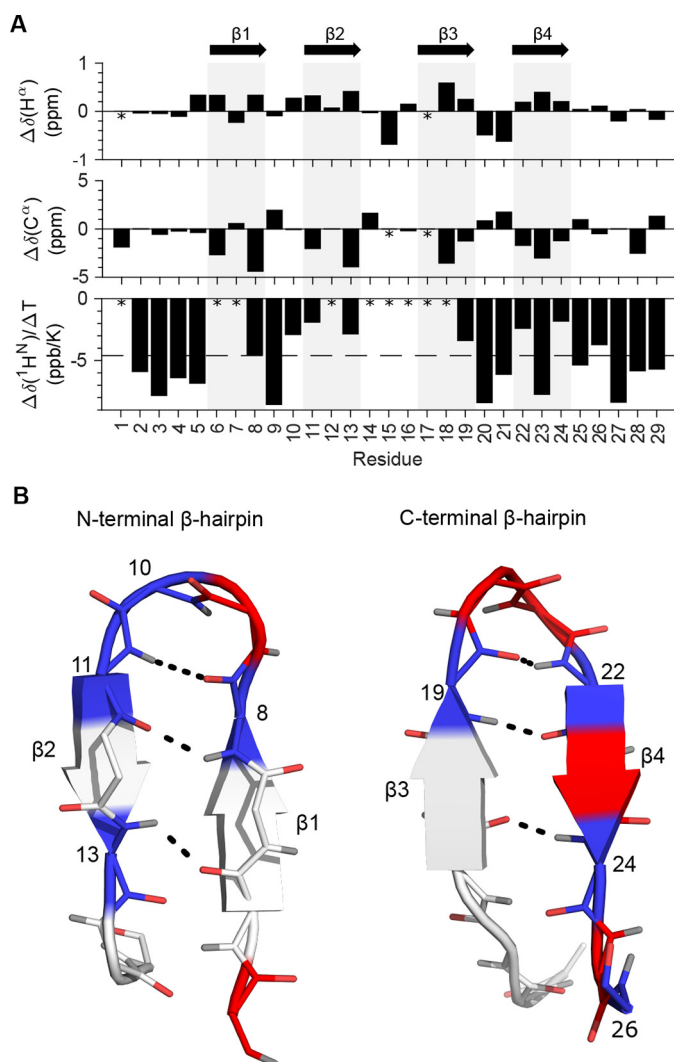 A
β1 β2 β3 β4
Δδ(Hᵅ)
(ppm)
1
0
-1
* *
Δδ(Cᵅ)
(ppm)
5
0
-5
* *
Δδ(¹Hᴺ)/ΔT
(ppb/K)
0
-5
* * * * * * * * *
1 2 3 4 5 6 7 8 9 10 11 12 13 14 15 16 17 18 19 20 21 22 23 24 25 26 27 28 29
Residue
B
N-terminal β-hairpin C-terminal β-hairpin
10
11
8
β2
β1
13
19 22
β3 β4
24
26